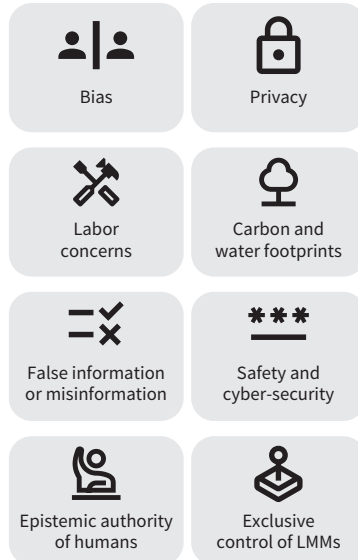 Bias
Privacy
Labor
concerns
Carbon and
water footprints
False information
or misinformation
***
Safety and
cyber-security
Epistemic authority
of humans
Exclusive
control of LMMs